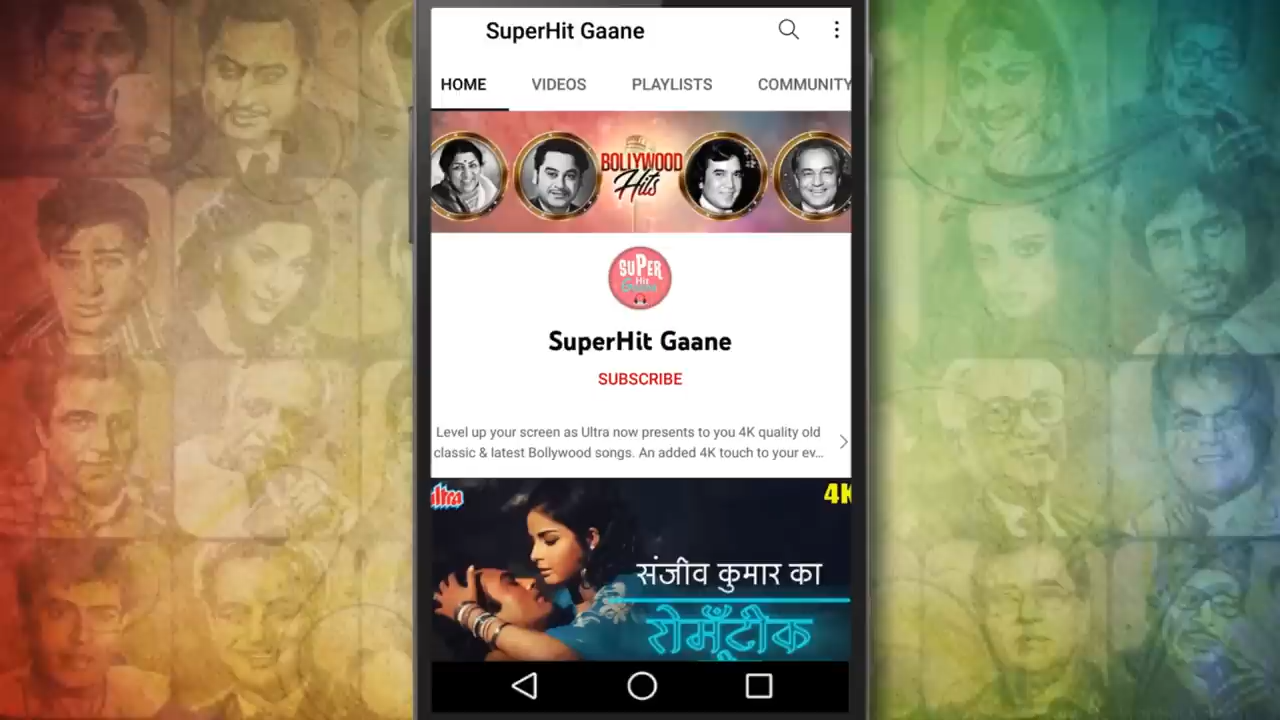 SuperHit Gaane
HOME VIDEOS PLAYLISTS COMMUNITY
BOLLYWOOD
Hits
SUPER
Hit
Gaane
SuperHit Gaane
SUBSCRIBE
Level up your screen as Ultra now presents to you 4K quality old
classic & latest Bollywood songs. An added 4K touch to your ev...
ultra 4K
संजीव कुमार का
रोमँटीक